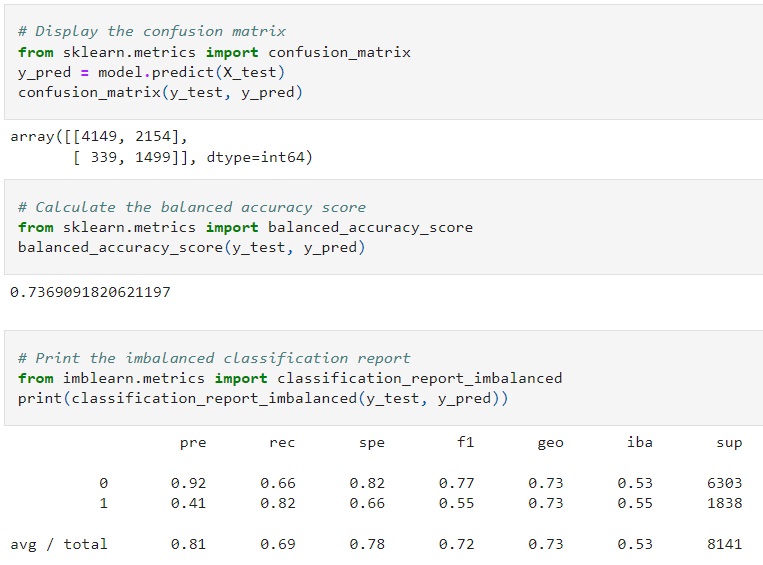 # Display the confusion matrix
from sklearn.metrics import confusion_matrix
y_pred = model.predict(X_test)
confusion_matrix(y_test, y_pred)
array([[4149, 2154],
       [ 339, 1499]], dtype=int64)
# Calculate the balanced accuracy score
from sklearn.metrics import balanced_accuracy_score
balanced_accuracy_score(y_test, y_pred)
0.7369091820621197
# Print the imbalanced classification report
from imblearn.metrics import classification_report_imbalanced
print(classification_report_imbalanced(y_test, y_pred))
                   pre       rec       spe        f1       geo       iba       sup
          0       0.92      0.66      0.82      0.77      0.73      0.53      6303
          1       0.41      0.82      0.66      0.55      0.73      0.55      1838
avg / total       0.81      0.69      0.78      0.72      0.73      0.53      8141